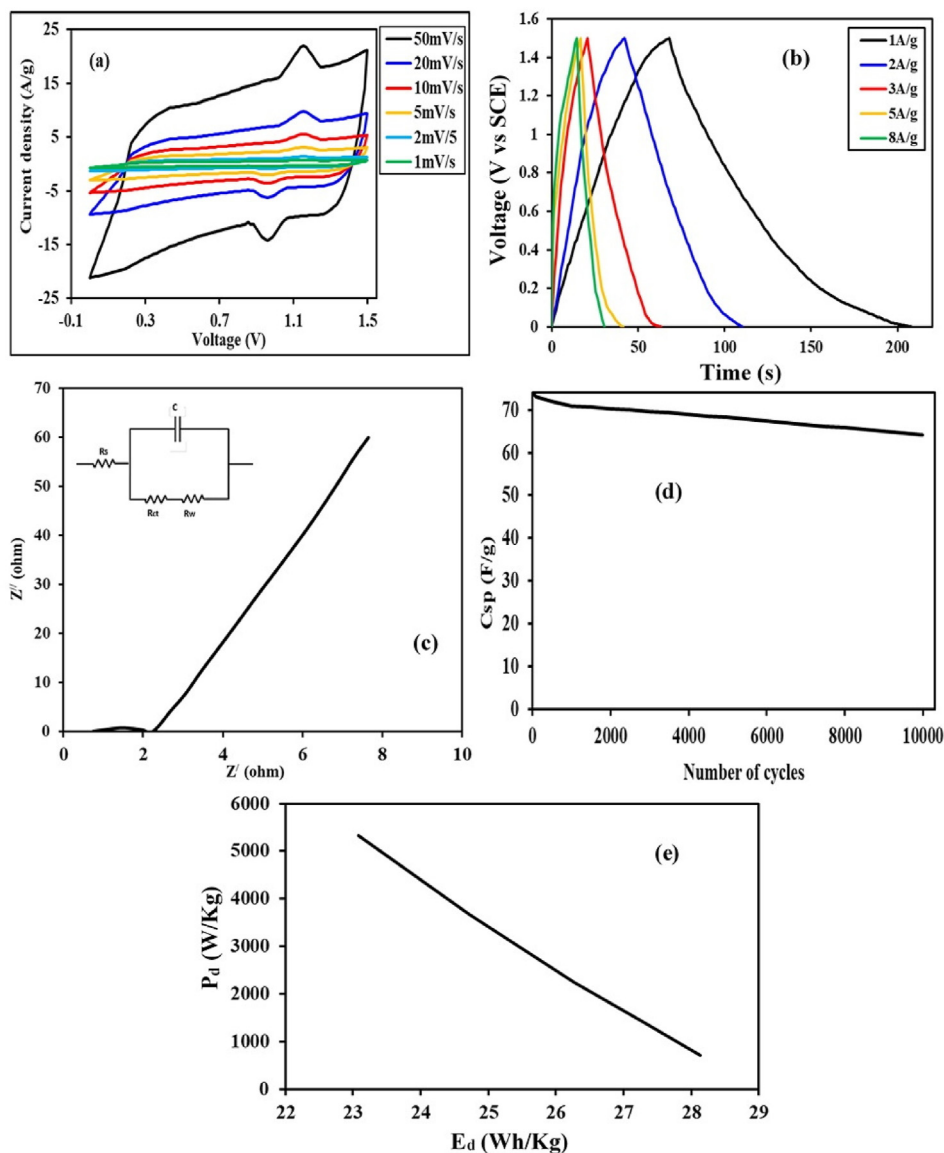 (a)
Current density (A/g)
25
15
5
-5
-15
-25
-0.1 0.3 0.7 1.1 1.5
Voltage (V)
50mV/s
20mV/s
10mV/s
5mV/s
2mV/5
1mV/s
(b)
Voltage (V vs SCE)
1.6
1.4
1.2
1
0.8
0.6
0.4
0.2
0
0 50 100 150 200
Time (s)
1A/g
2A/g
3A/g
5A/g
8A/g
(c)
Z// (ohm)
70
60
50
40
30
20
10
0
0 2 4 6 8 10
Z/ (ohm)
C
Rs
Rct Rw
(d)
Csp (F/g)
70
60
50
40
30
20
10
0
0 2000 4000 6000 8000 10000
Number of cycles
(e)
Pd (W/Kg)
6000
5000
4000
3000
2000
1000
0
22 23 24 25 26 27 28 29
Ed (Wh/Kg)